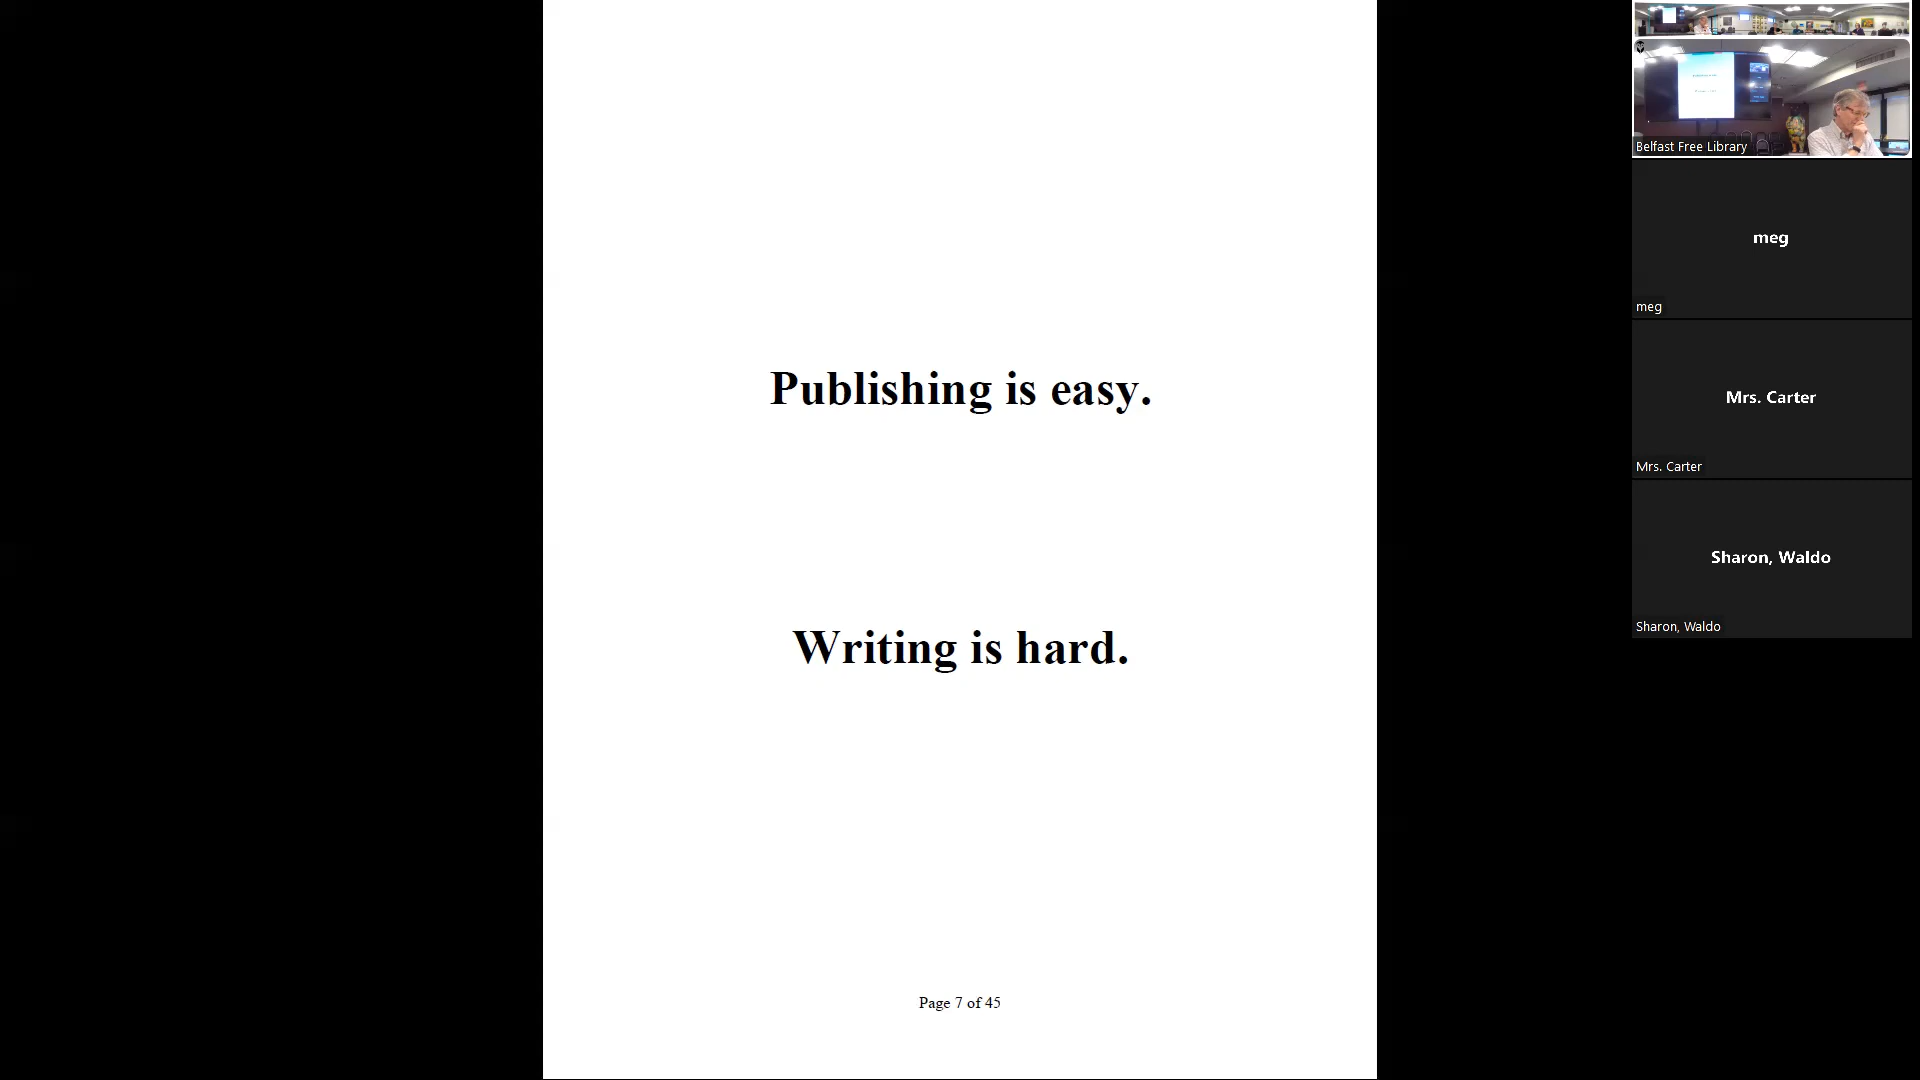 Publishing is easy.
Writing is hard.
Page 7 of 45
Belfast Free Library
meg
meg
Mrs. Carter
Mrs. Carter
Sharon, Waldo
Sharon, Waldo